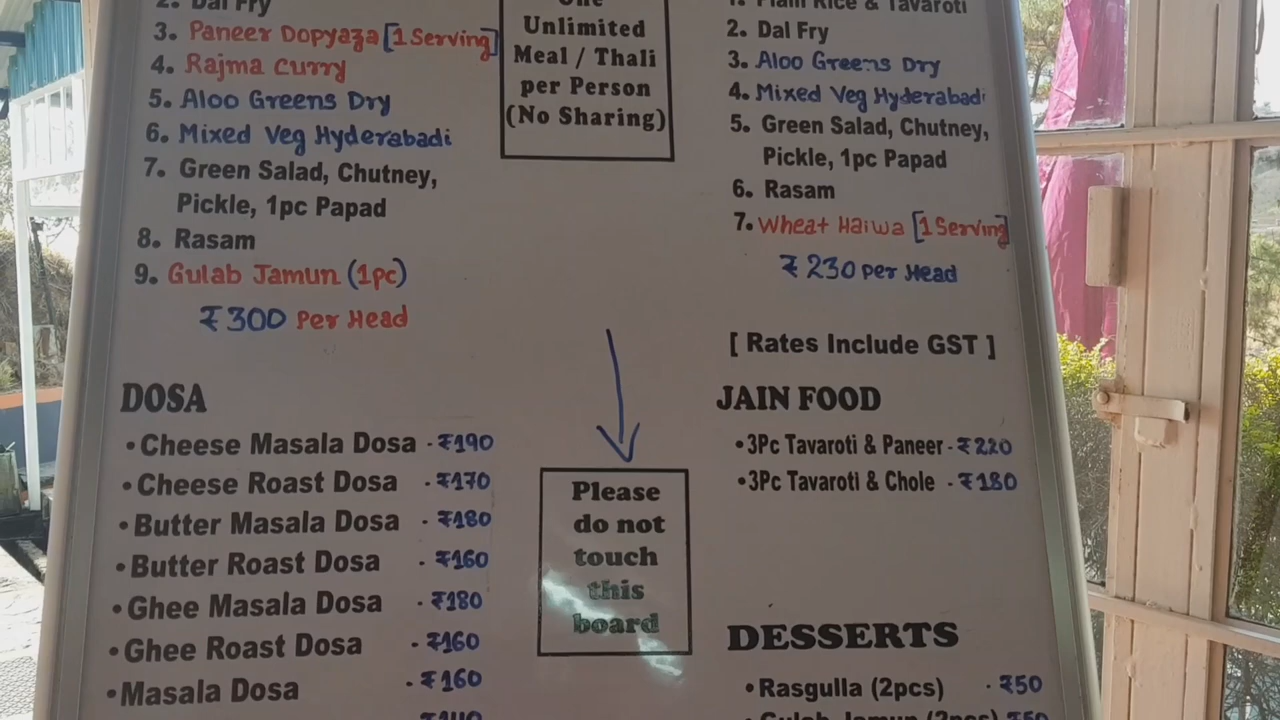 2. Dal Fry
3. Paneer Dopyaza [1 Serving]
4. Rajma Curry
5. Aloo Greens Dry
6. Mixed Veg Hyderabadi
7. Green Salad, Chutney,
Pickle, 1pc Papad
8. Rasam
9. Gulab Jamun (1pc)
₹300 Per Head
One
Unlimited
Meal / Thali
per Person
(No Sharing)
1. Plain Rice & Tavaroti
2. Dal Fry
3. Aloo Greens Dry
4. Mixed Veg Hyderabadi
5. Green Salad, Chutney,
Pickle, 1pc Papad
6. Rasam
7. Wheat Halwa [1 Serving]
₹230 Per Head
[ Rates Include GST ]
DOSA
• Cheese Masala Dosa - ₹190
• Cheese Roast Dosa - ₹170
• Butter Masala Dosa - ₹180
• Butter Roast Dosa - ₹160
• Ghee Masala Dosa - ₹180
• Ghee Roast Dosa - ₹160
• Masala Dosa - ₹160
Please
do not
touch
this
board
JAIN FOOD
• 3Pc Tavaroti & Paneer - ₹220
• 3Pc Tavaroti & Chole - ₹180
DESSERTS
• Rasgulla (2pcs) - ₹50
• Gulab Jamun (2pcs) ₹50